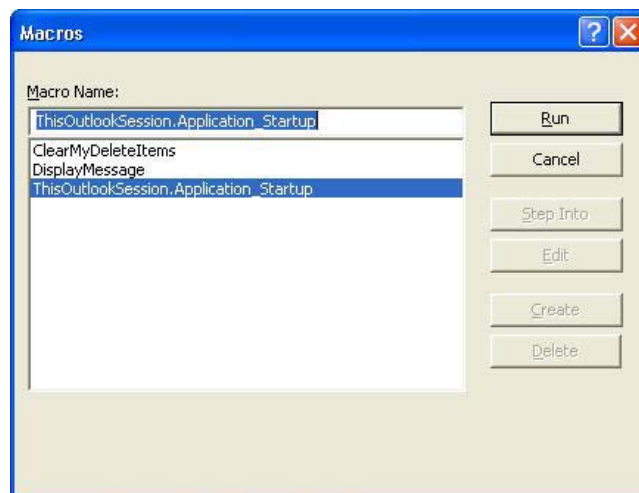 Macros
?
Macro Name:
ThisOutlookSession.Application_Startup
ClearMyDeleteItems
DisplayMessage
ThisOutlookSession.Application_Startup
Run
Cancel
Step Into
Edit
Create
Delete